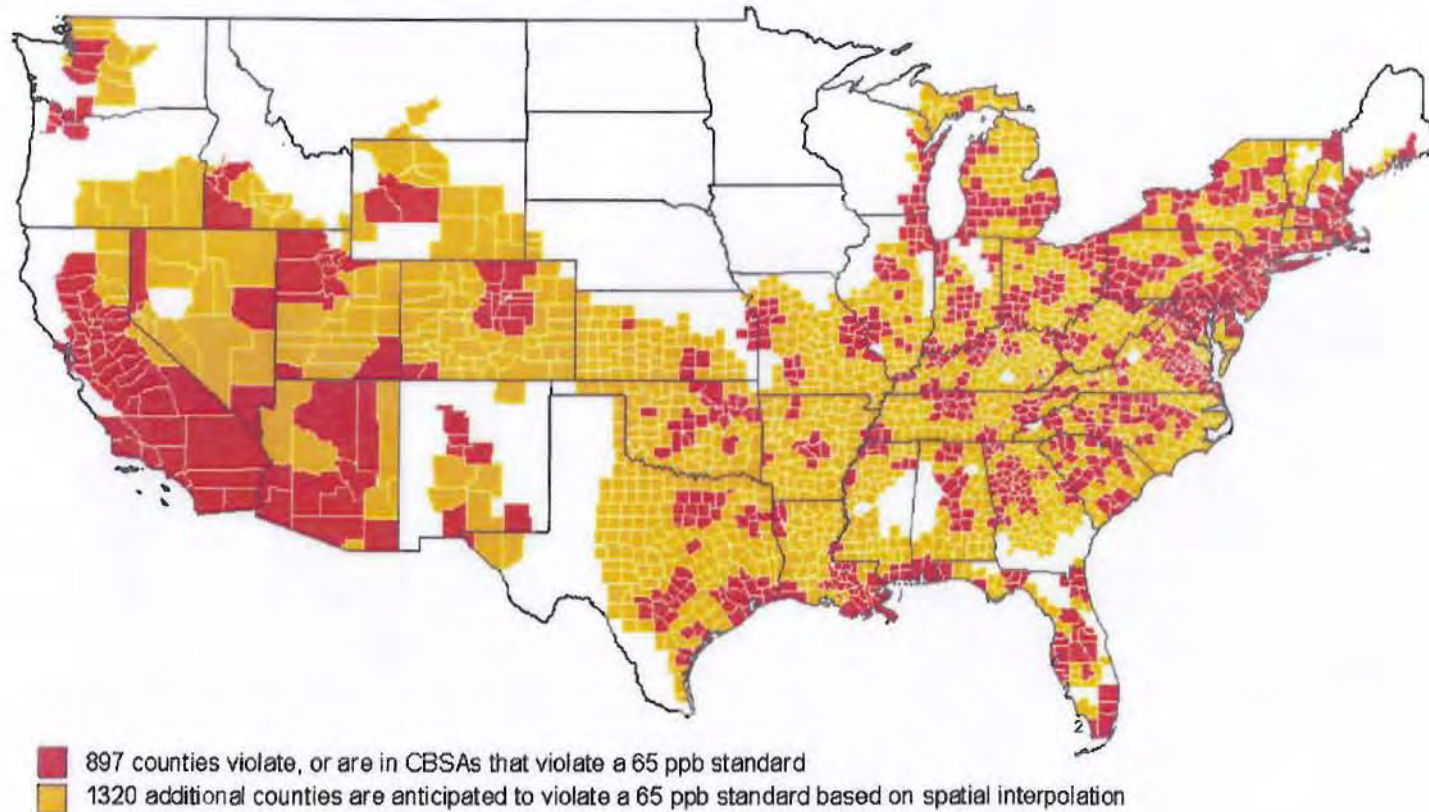 2
897 counties violate, or are in CBSAs that violate a 65 ppb standard
1320 additional counties are anticipated to violate a 65 ppb standard based on spatial interpolation